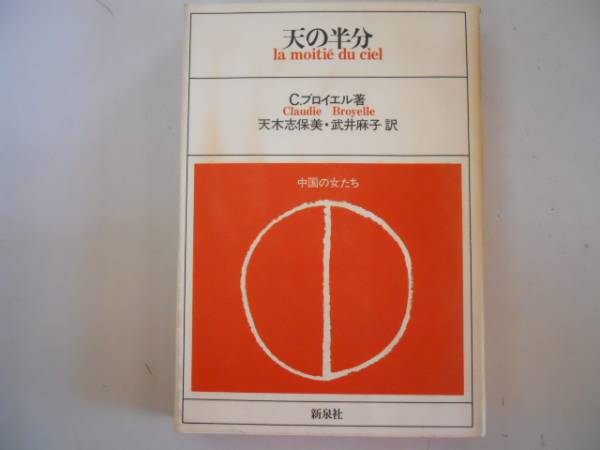 天の半分
la moitié du ciel
C.ブロイエル著
Claudie Broyelle
天木志保美・武井麻子訳
中国の女たち
新泉社